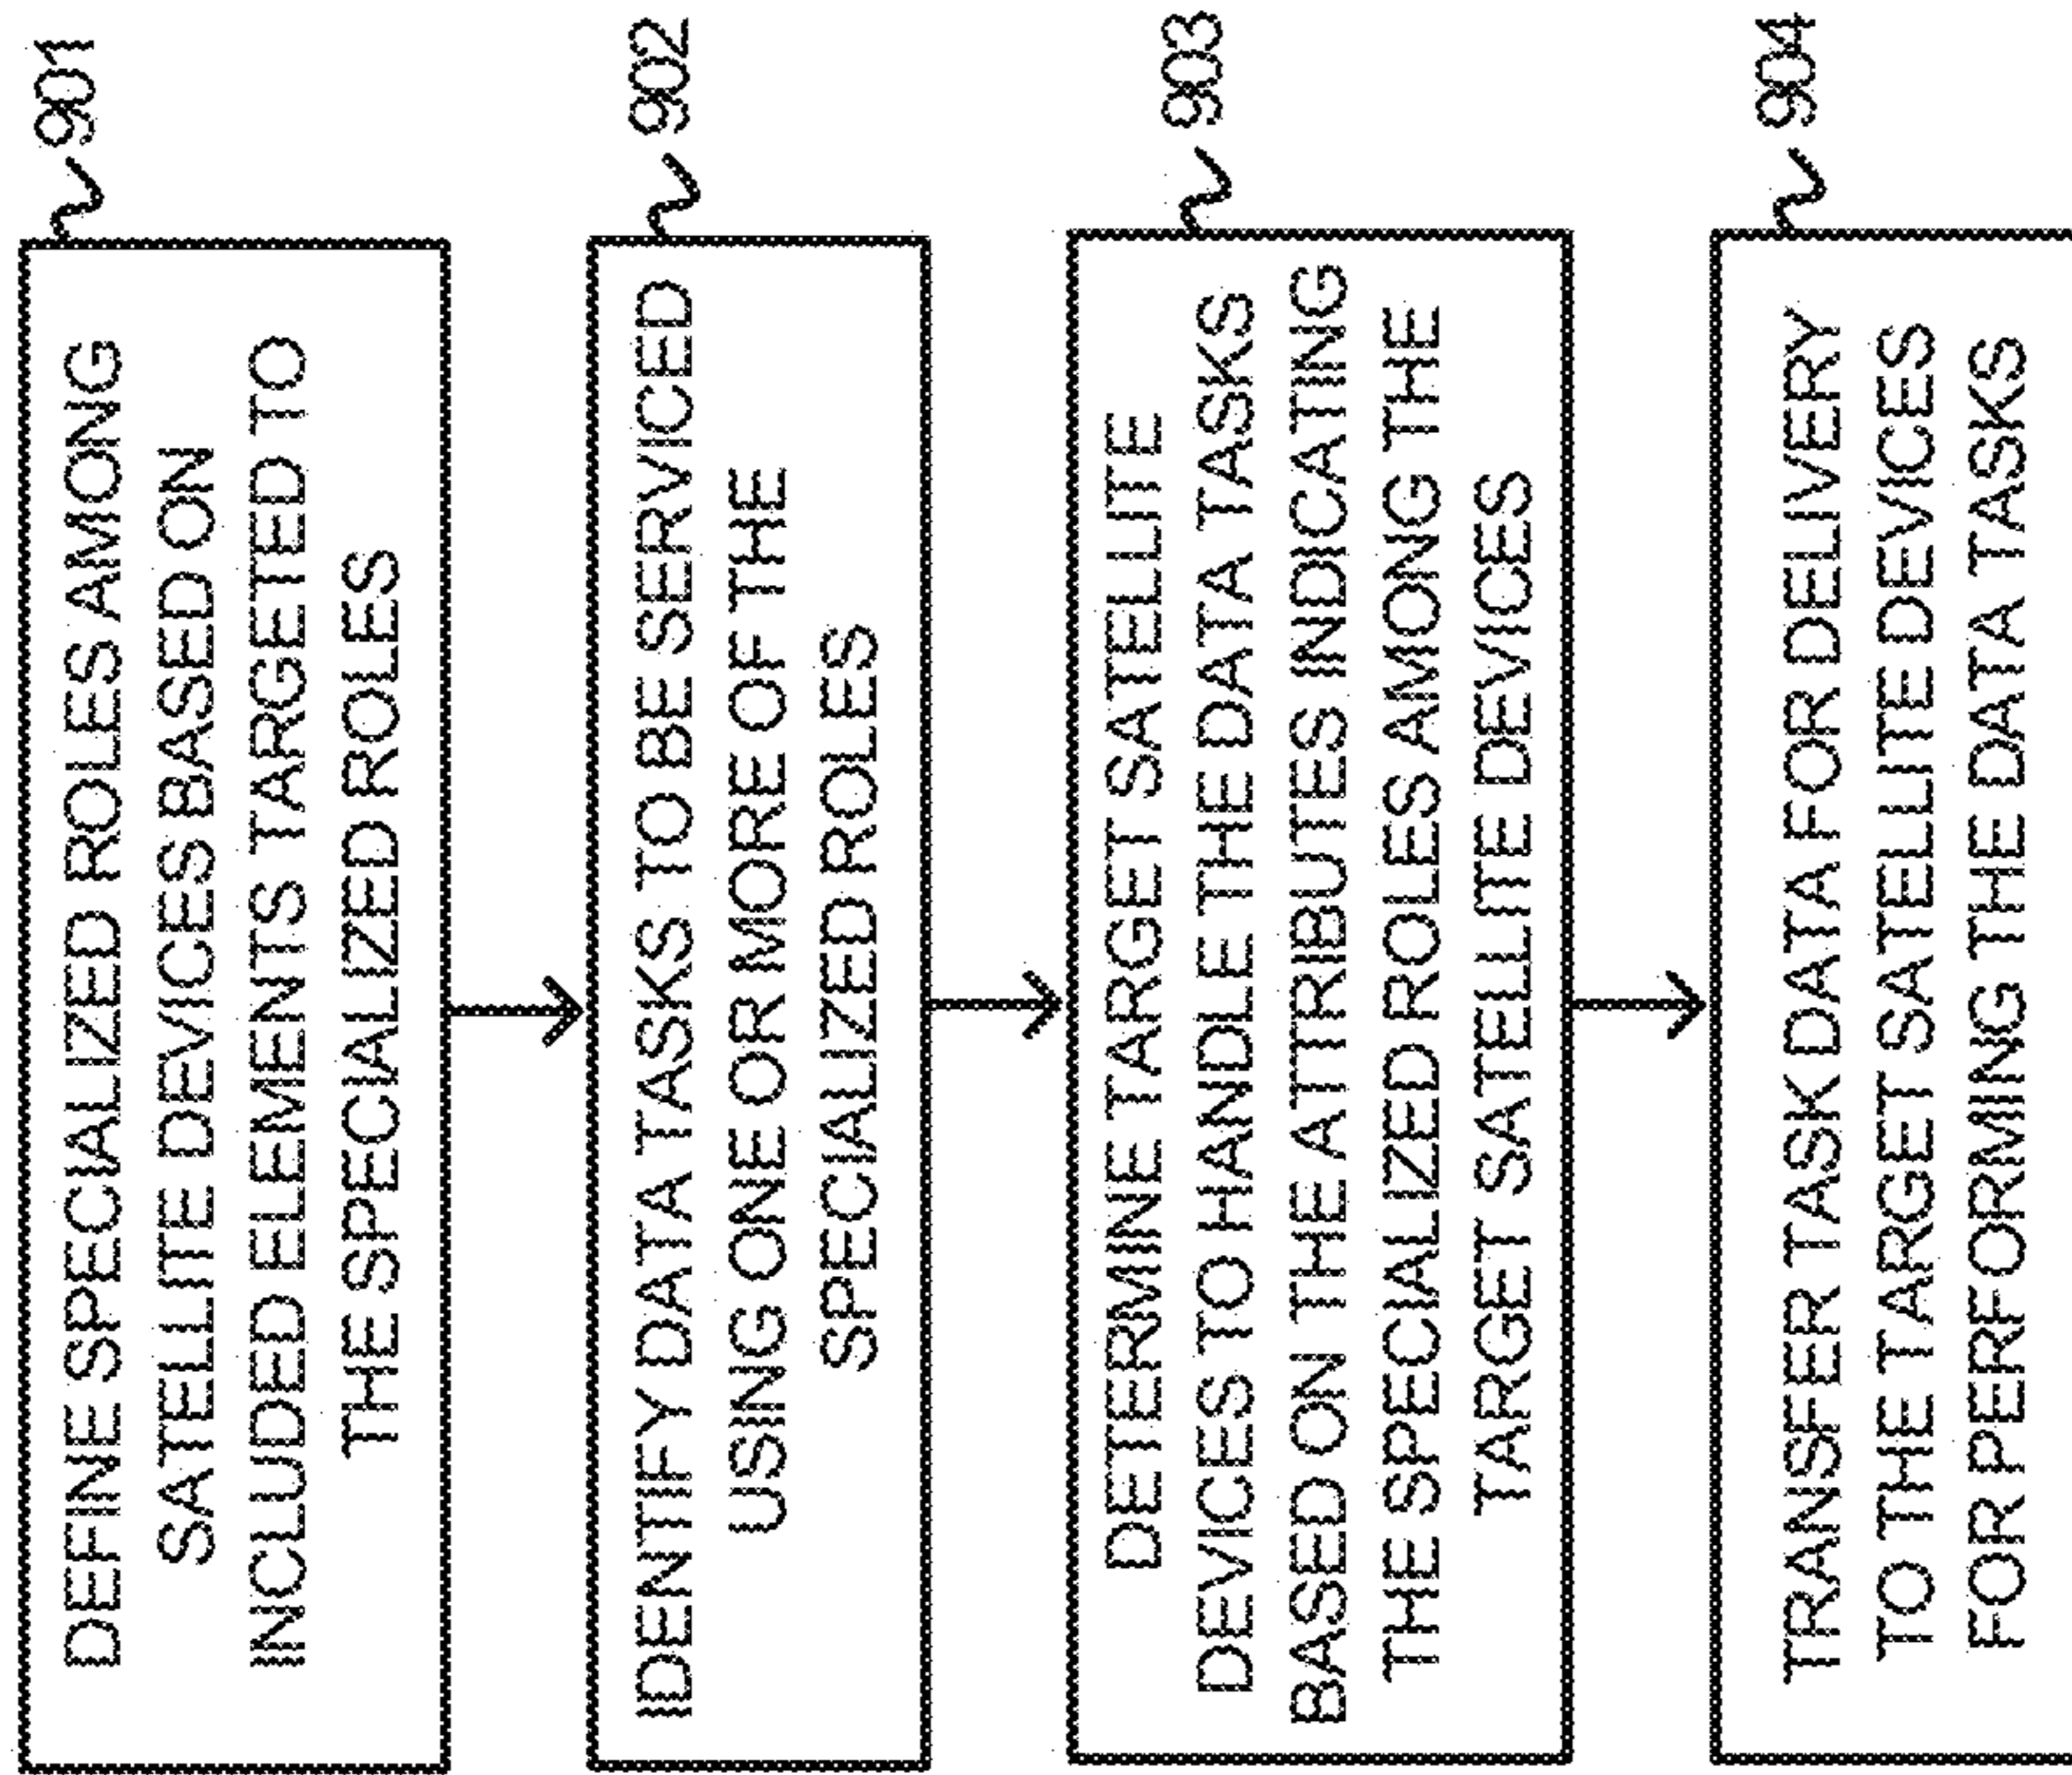 DEFINE SPECIALIZED ROLES AMONG
SATELLITE DEVICES BASED ON
INCLUDED ELEMENTS TARGETED TO
THE SPECIALIZED ROLES
901
IDENTIFY DATA TASKS TO BE SERVICED
USING ONE OR MORE OF THE
SPECIALIZED ROLES
902
DETERMINE TARGET SATELLITE
DEVICES TO HANDLE THE DATA TASKS
BASED ON THE ATTRIBUTES INDICATING
THE SPECIALIZED ROLES AMONG THE
TARGET SATELLITE DEVICES
903
TRANSFER TASK DATA FOR DELIVERY
TO THE TARGET SATELLITE DEVICES
FOR PERFORMING THE DATA TASKS
904